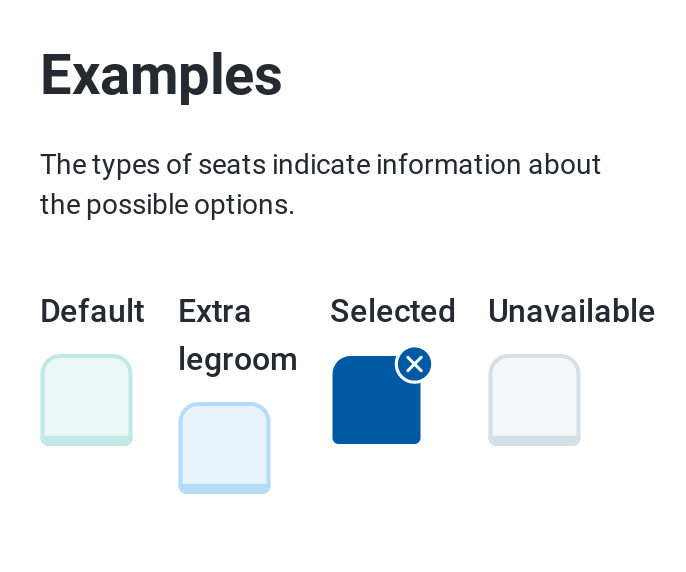 Examples
The types of seats indicate information about
the possible options.
Default
Extra
legroom
Selected
Unavailable